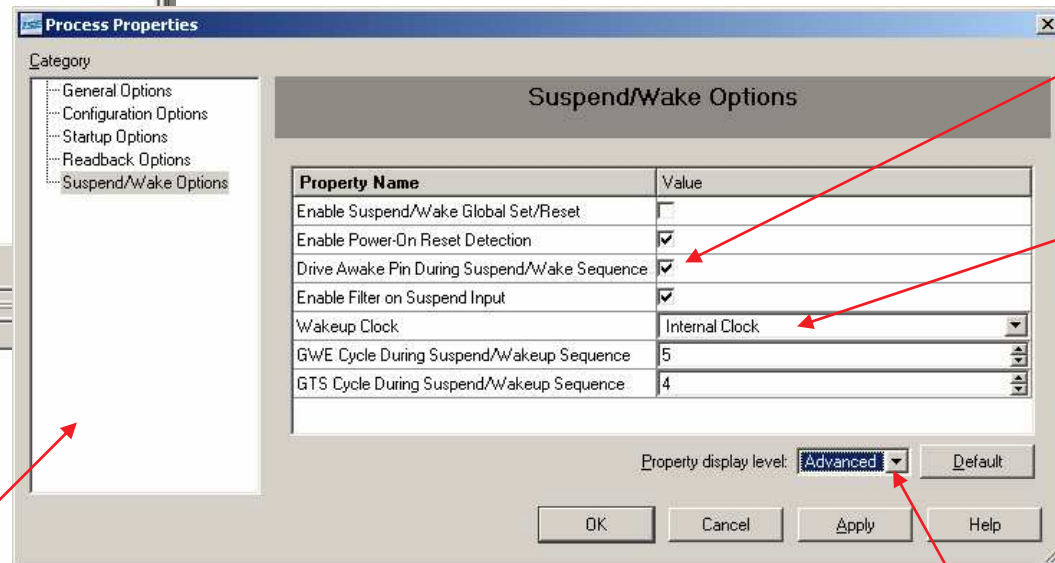 ISE Process Properties
Category
General Options
Configuration Options
Startup Options
Readback Options
Suspend/Wake Options
Suspend/Wake Options
Property Name Value
Enable Suspend/Wake Global Set/Reset
Enable Power-On Reset Detection
Drive Awake Pin During Suspend/Wake Sequence
Enable Filter on Suspend Input
Wakeup Clock Internal Clock
GWE Cycle During Suspend/Wakeup Sequence 5
GTS Cycle During Suspend/Wakeup Sequence 4
Property display level: Advanced Default
OK Cancel Apply Help